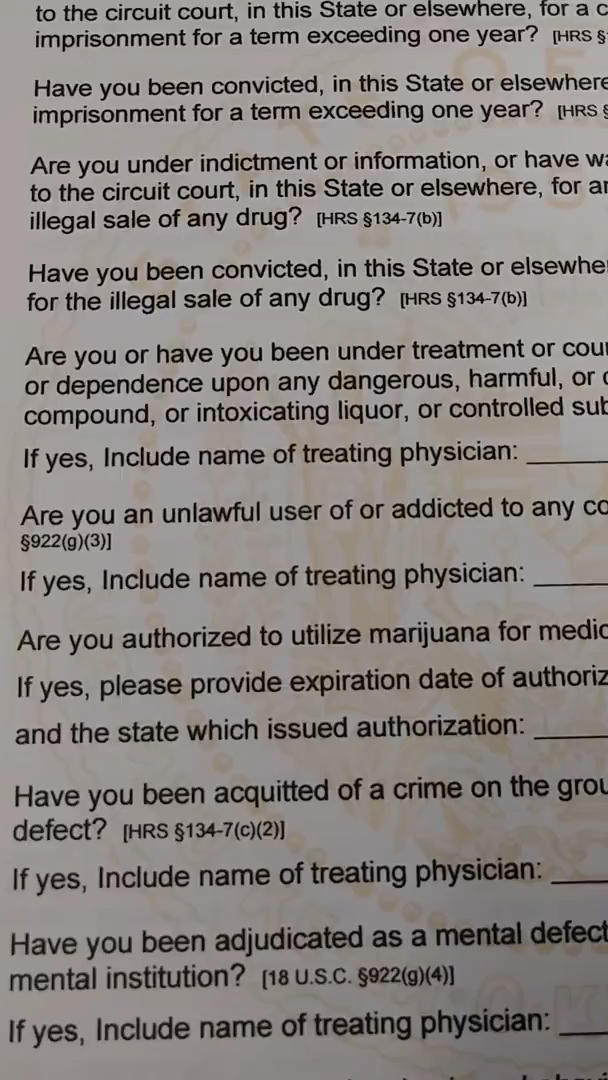 to the circuit court, in this State or elsewhere, for a
imprisonment for a term exceeding one year? [HRS
Have you been convicted, in this State or elsewhere
imprisonment for a term exceeding one year? [HRS §
Are you under indictment or information, or have
to the circuit court, in this State or elsewhere, for
illegal sale of any drug? [HRS §134-7(b)]
Have you been convicted, in this State or
for the illegal sale of any drug? [HRS §134-7(b)]
Are you or have you been under treatment or
or dependence upon any dangerous, harmful, or
compound, or intoxicating liquor, or controlled
If yes, Include name of treating physician:
Are you an unlawful user of or addicted to any
§922(g)(3)]
If yes, Include name of treating physician:
Are you authorized to utilize marijuana for
If yes, please provide expiration date of
and the state which issued authorization:
Have you been acquitted of a crime on the
defect? [HRS §134-7(c)(2)]
If yes, Include name of treating physician:
Have you been adjudicated as a mental defect
mental institution? [18 U.S.C. §922(g)(4)]
If yes, Include name of treating physician: